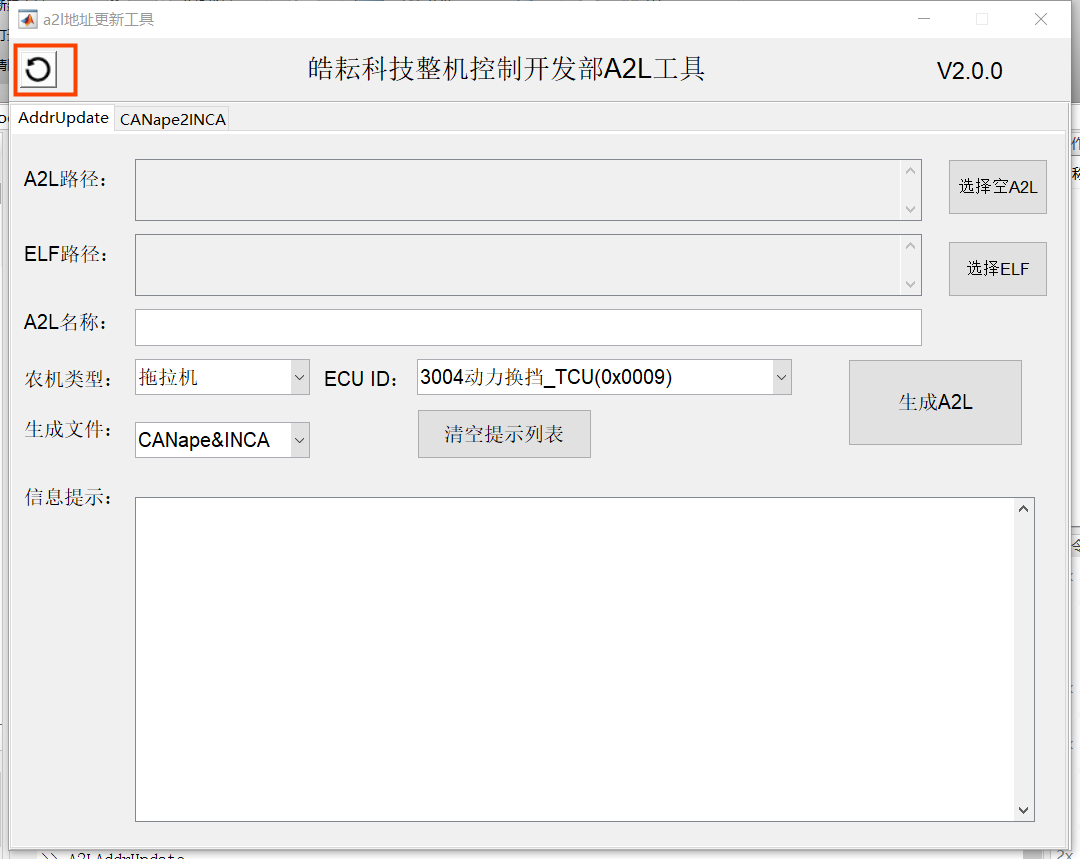 a2l地址更新工具
皓耘科技整机控制开发部A2L工具
V2.0.0
AddrUpdate
CANape2INCA
A2L路径：
选择空A2L
ELF路径：
选择ELF
A2L名称：
农机类型：
拖拉机
ECU ID：
3004动力换挡_TCU(0x0009)
生成A2L
生成文件：
CANape&INCA
清空提示列表
信息提示：
>> A2LAddrUpdate
2x